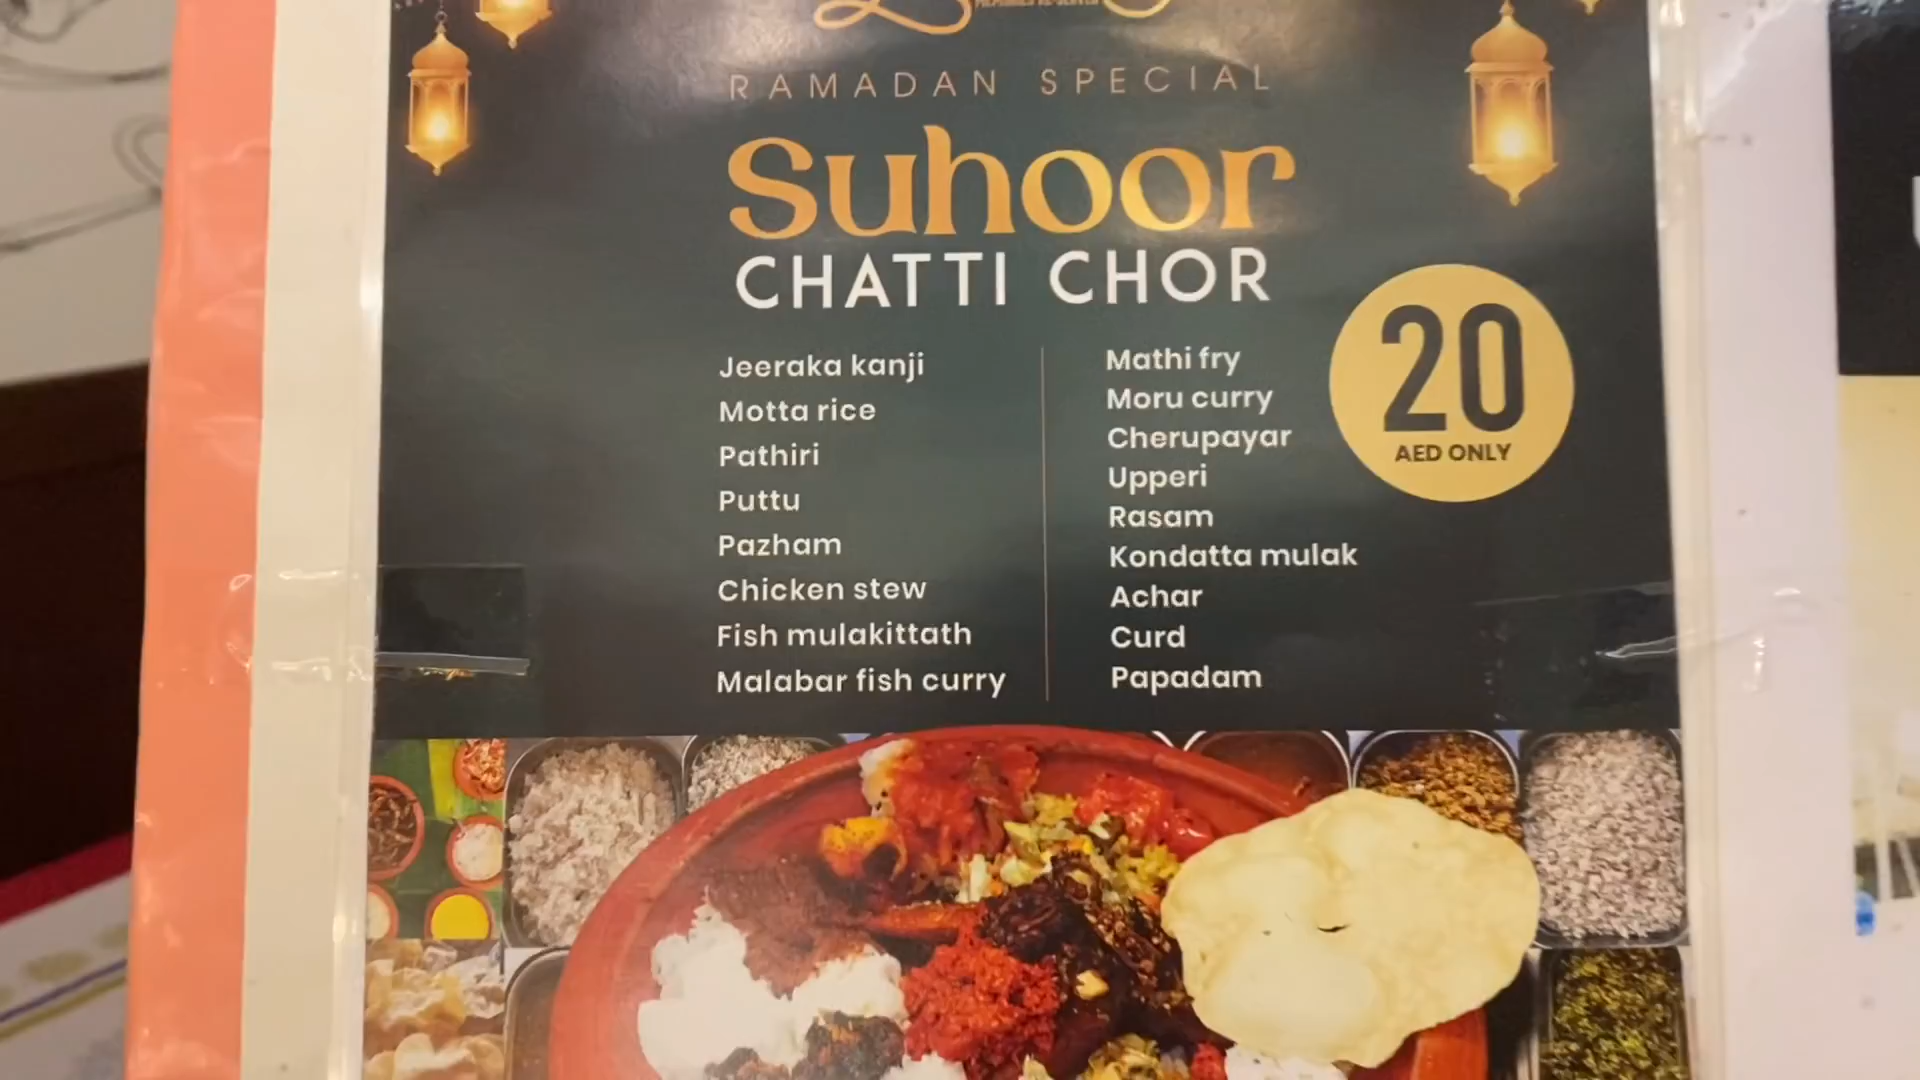 RAMADAN SPECIAL
Suhoor
CHATTI CHOR
Jeeraka kanji
Motta rice
Pathiri
Puttu
Pazham
Chicken stew
Fish mulakittath
Malabar fish curry
Mathi fry
Moru curry
Cherupayar
Upperi
Rasam
Kondatta mulak
Achar
Curd
Papadam
20
AED ONLY